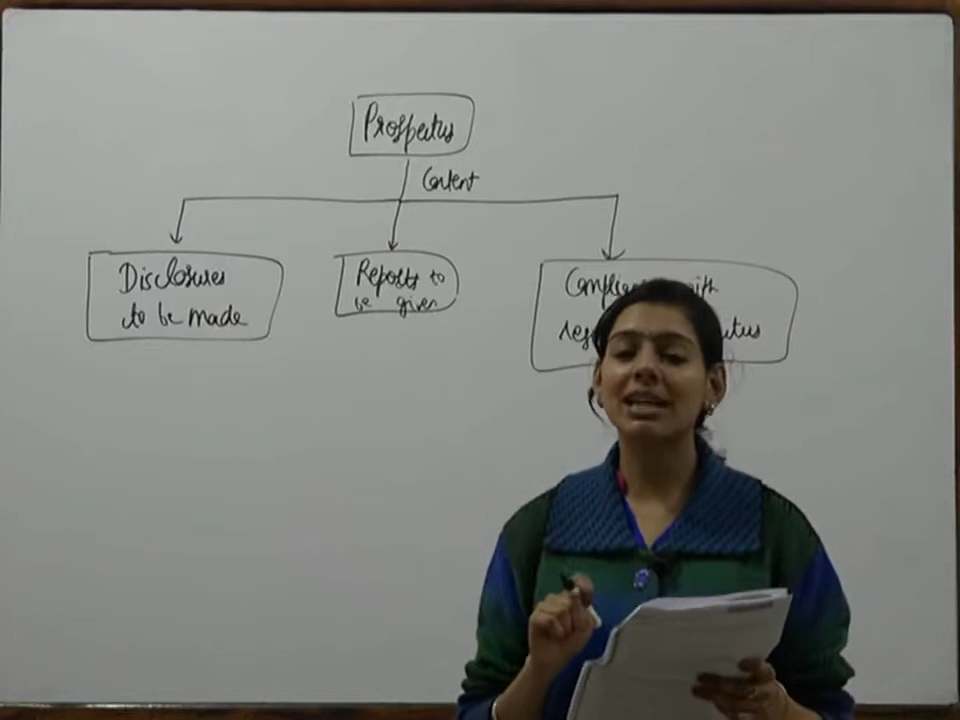 Prospectus
Content
Disclosures
to be made
Reports to
be given